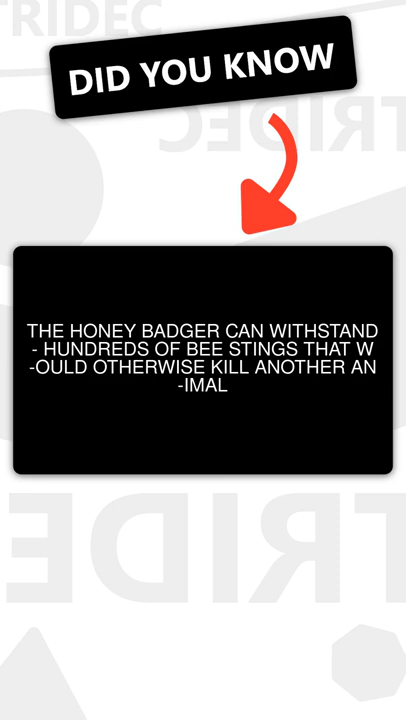 TRIDEC
DID YOU KNOW
TRIDEC
THE HONEY BADGER CAN WITHSTAND
- HUNDREDS OF BEE STINGS THAT W
-OULD OTHERWISE KILL ANOTHER AN
-IMAL
TRIDE